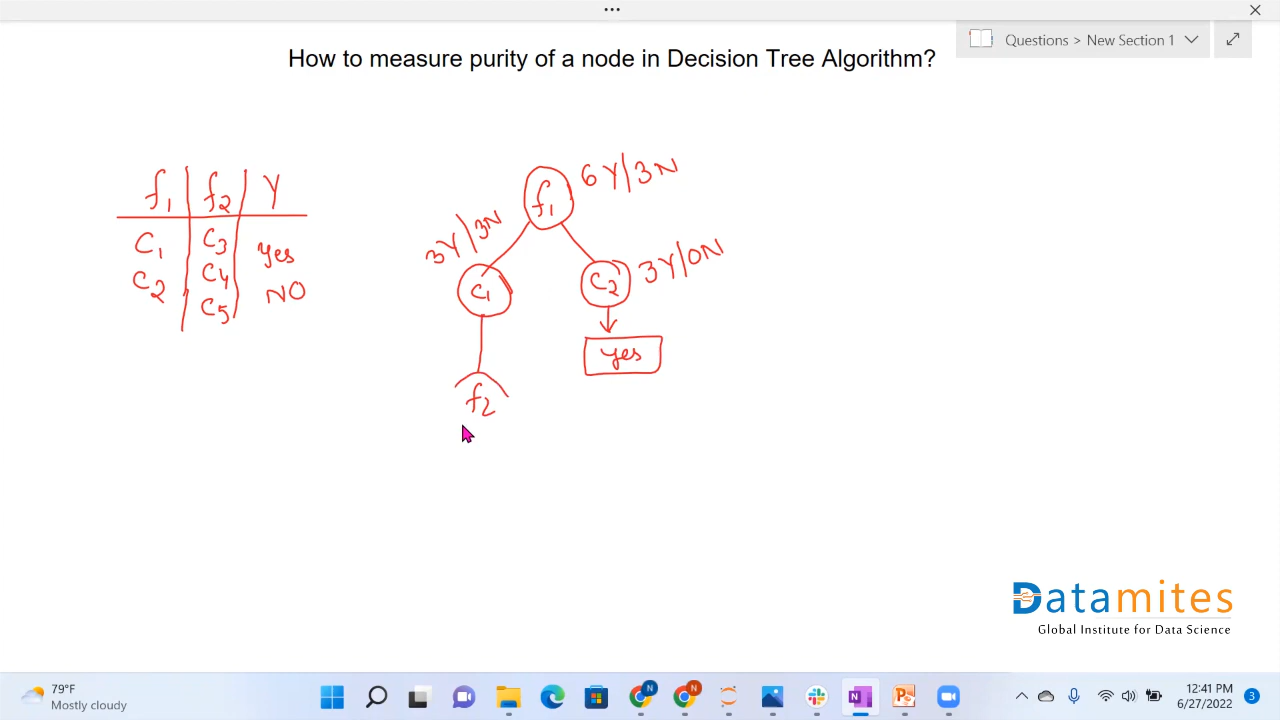 How to measure purity of a node in Decision Tree Algorithm?
Questions > New Section 1
f1 f2 Y
C1 C3 Yes
C2 C4 NO
C5
f1 6Y/3N
3Y/3N
C1
C2 3Y/0N
Yes
f2
Datamites
Global Institute for Data Science
79°F
Mostly cloudy
N N N
12:41 PM
6/27/2022
3